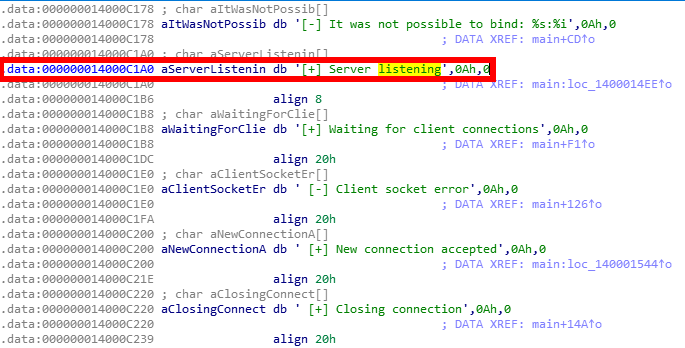 .data:000000014000C178 ; char aItWasNotPossib[]
.data:000000014000C178 aItWasNotPossib db '[-] It was not possible to bind: %s:%i',0Ah,0
.data:000000014000C178 ; DATA XREF: main+CD↑o
.data:000000014000C1A0 ; char aServerListenin[]
.data:000000014000C1A0 aServerListenin db '[+] Server listening',0Ah,0
.data:000000014000C1A0 ; DATA XREF: main:loc_1400014EE↑o
.data:000000014000C1B6 align 8
.data:000000014000C1B8 ; char aWaitingForClie[]
.data:000000014000C1B8 aWaitingForClie db '[+] Waiting for client connections',0Ah,0
.data:000000014000C1B8 ; DATA XREF: main+F1↑o
.data:000000014000C1DC align 20h
.data:000000014000C1E0 ; char aClientSocketEr[]
.data:000000014000C1E0 aClientSocketEr db ' [-] Client socket error',0Ah,0
.data:000000014000C1E0 ; DATA XREF: main+126↑o
.data:000000014000C1FA align 20h
.data:000000014000C200 ; char aNewConnectionA[]
.data:000000014000C200 aNewConnectionA db ' [+] New connection accepted',0Ah,0
.data:000000014000C200 ; DATA XREF: main:loc_140001544↑o
.data:000000014000C21E align 20h
.data:000000014000C220 ; char aClosingConnect[]
.data:000000014000C220 aClosingConnect db ' [+] Closing connection',0Ah,0
.data:000000014000C220 ; DATA XREF: main+14A↑o
.data:000000014000C239 align 20h